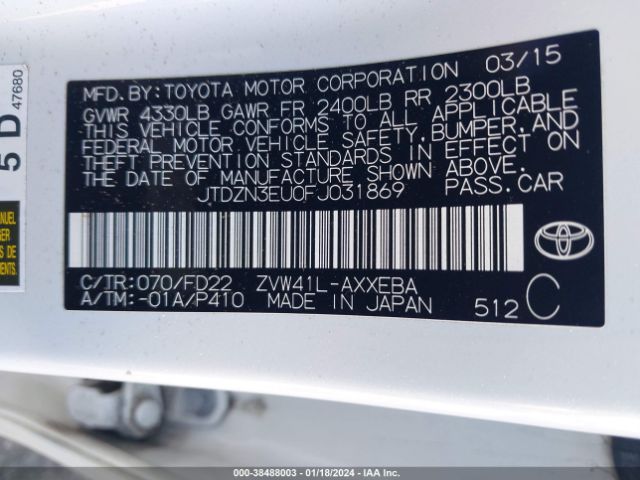 MFD.BY:TOYOTA MOTOR CORPORATION 03/15
GVWR 4330LB GAWR FR 2400LB RR 2300LB
THIS VEHICLE CONFORMS TO ALL APPLICABLE
FEDERAL MOTOR VEHICLE SAFETY,BUMPER,AND
THEFT PREVENTION STANDARDS IN EFFECT ON
THE DATE OF MANUFACTURE SHOWN ABOVE.
JTDZN3EU0FJ031869 PASS.CAR
C/TR:070/FD22 ZVW41L-AXXEBA
A/TM:-01A/P410 MADE IN JAPAN 512 C
5 D 47680
000-38488003 | 01/18/2024 - IAA Inc.